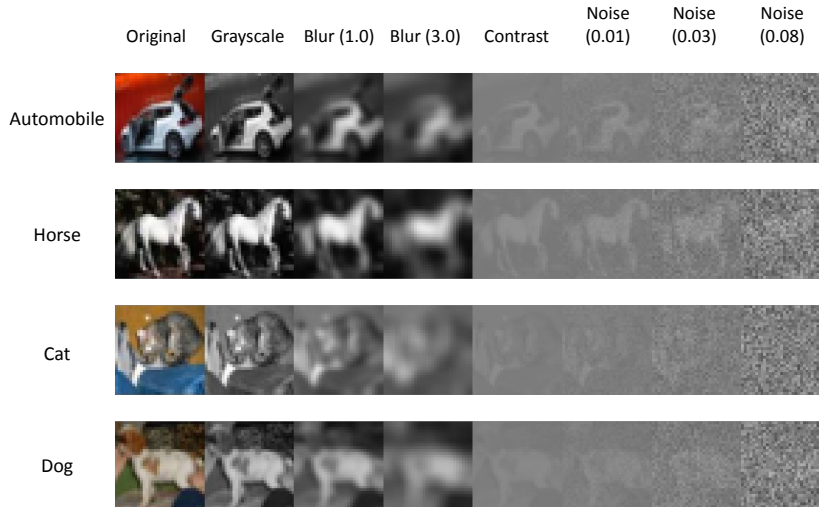 Original Grayscale Blur (1.0) Blur (3.0) Contrast Noise (0.01) Noise (0.03) Noise (0.08)
Automobile
Horse
Cat
Dog